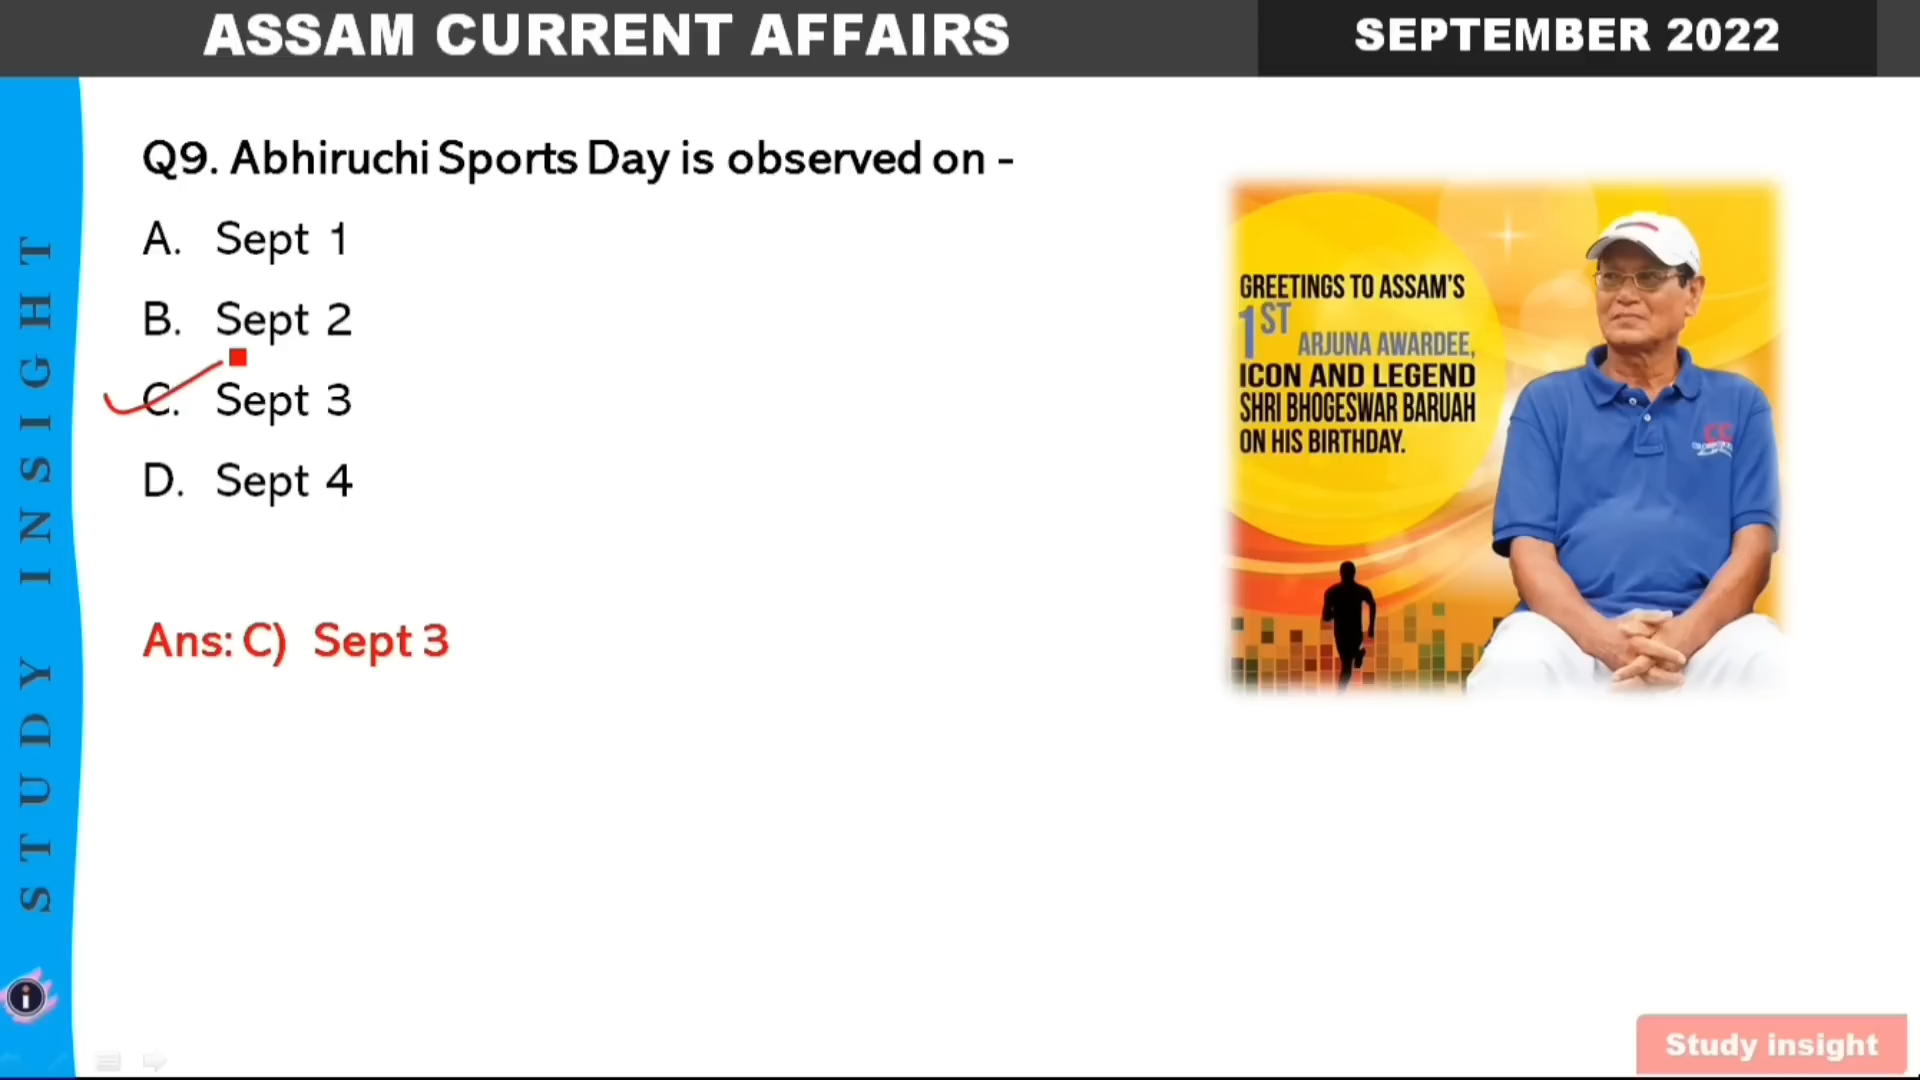 ASSAM CURRENT AFFAIRS
SEPTEMBER 2022
STUDY INSIGHT
Q9. Abhiruchi Sports Day is observed on -
A. Sept 1
B. Sept 2
C. Sept 3
D. Sept 4
Ans: C) Sept 3
GREETINGS TO ASSAM'S
1ST ARJUNA AWARDEE,
ICON AND LEGEND
SHRI BHOGESWAR BARUAH
ON HIS BIRTHDAY.
Study insight